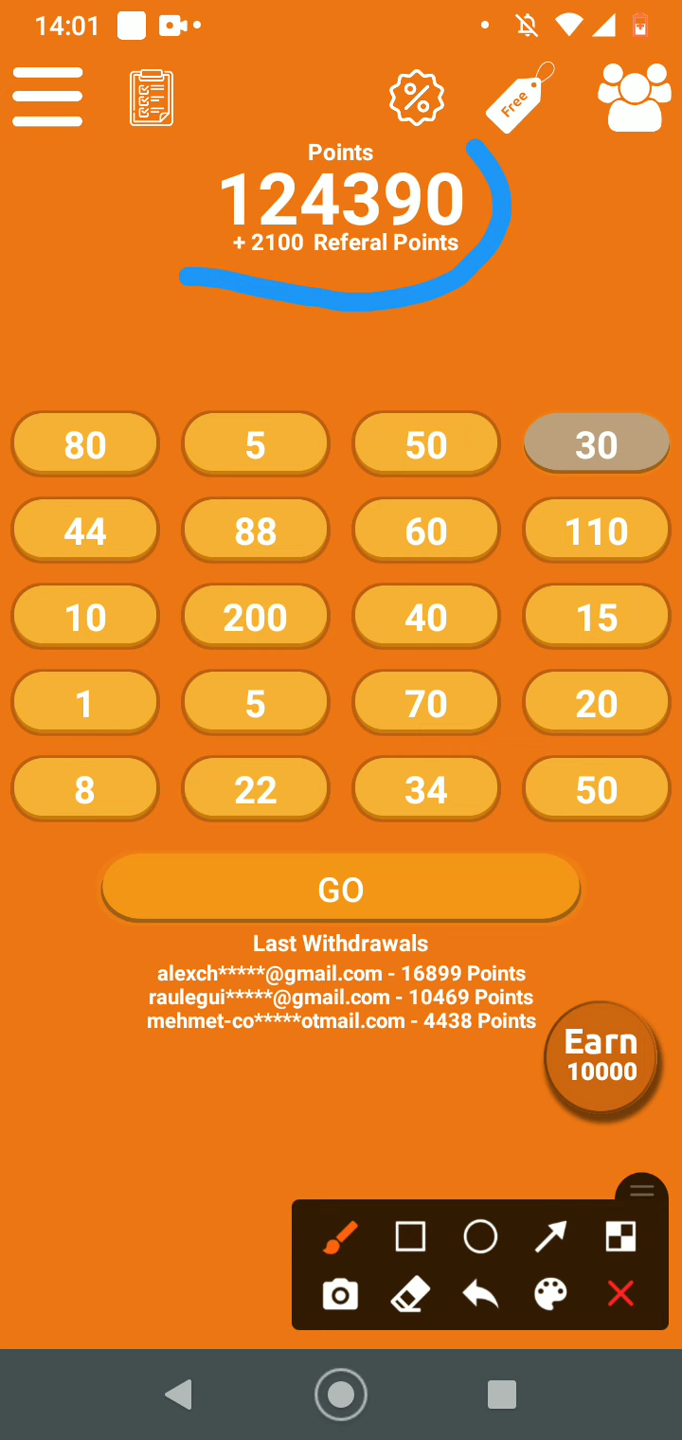 14:01
Free
Points
124390
+ 2100 Referal Points
80 5 50 30
44 88 60 110
10 200 40 15
1 5 70 20
8 22 34 50
GO
Last Withdrawals
alexch*****@gmail.com - 16899 Points
raulegui*****@gmail.com - 10469 Points
mehmet-co*****otmail.com - 4438 Points
Earn
10000